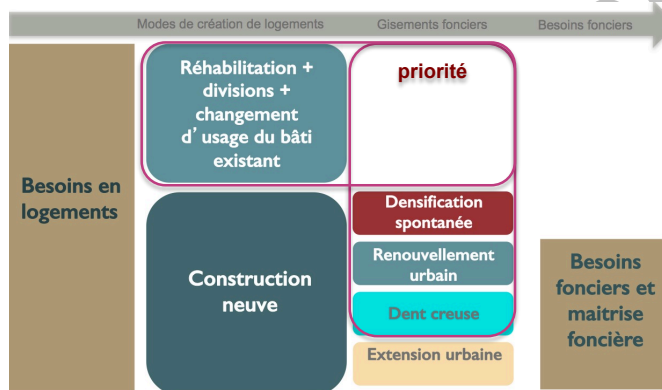 Modes de création de logements
Gisements fonciers
Besoins fonciers
Réhabilitation +
divisions +
changement
d’usage du bâti
existant
priorité
Besoins en
logements
Densification
spontanée
Renouvellement
urbain
Construction
neuve
Dent creuse
Extension urbaine
Besoins
fonciers et
maitrise
foncière